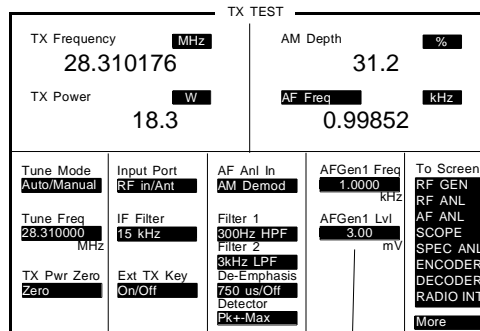 TX TEST
TX Frequency MHz
28.310176
AM Depth %
31.2
TX Power W
18.3
AF Freq kHz
0.99852
Tune Mode
Auto/Manual
Tune Freq
28.310000
MHz
TX Pwr Zero
Zero
Input Port
RF in/Ant
IF Filter
15 kHz
Ext TX Key
On/Off
AF Anl In
AM Demod
Filter 1
300Hz HPF
Filter 2
3kHz LPF
De-Emphasis
750 us/Off
Detector
Pk+-Max
AFGen1 Freq
1.0000
kHz
AFGen1 Lvl
3.00
mV
To Screen
RF GEN
RF ANL
AF ANL
SCOPE
SPEC ANL
ENCODER
DECODER
RADIO INT
More